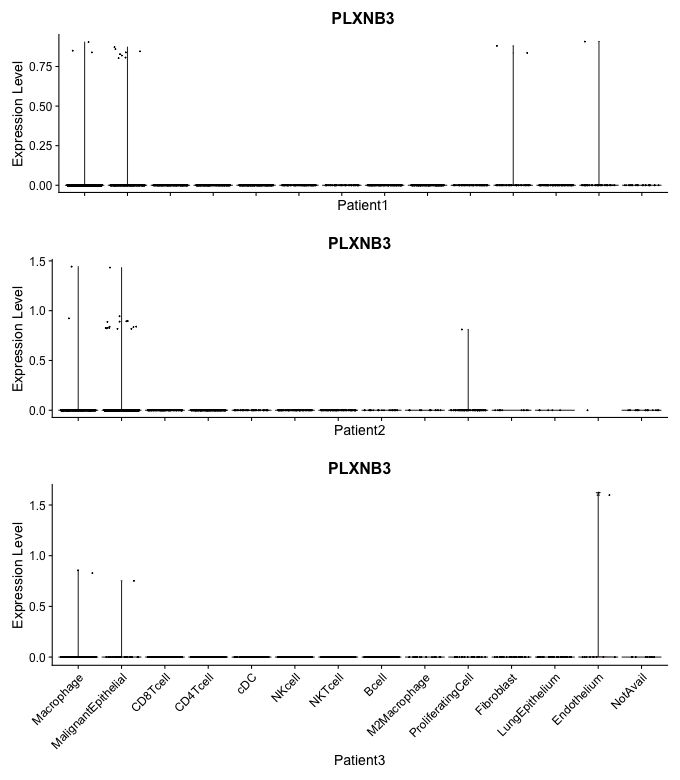 PLXNB3
Expression Level
0.75
0.50
0.25
0.00
Patient1
PLXNB3
Expression Level
1.5
1.0
0.5
0.0
Patient2
PLXNB3
Expression Level
1.5
1.0
0.5
0.0
Macrophage
MalignantEpithelial
CD8Tcell
CD4Tcell
cDC
NKcell
NKTcell
Bcell
M2Macrophage
ProliferatingCell
Fibroblast
LungEpithelium
Endothelium
NotAvail
Patient3